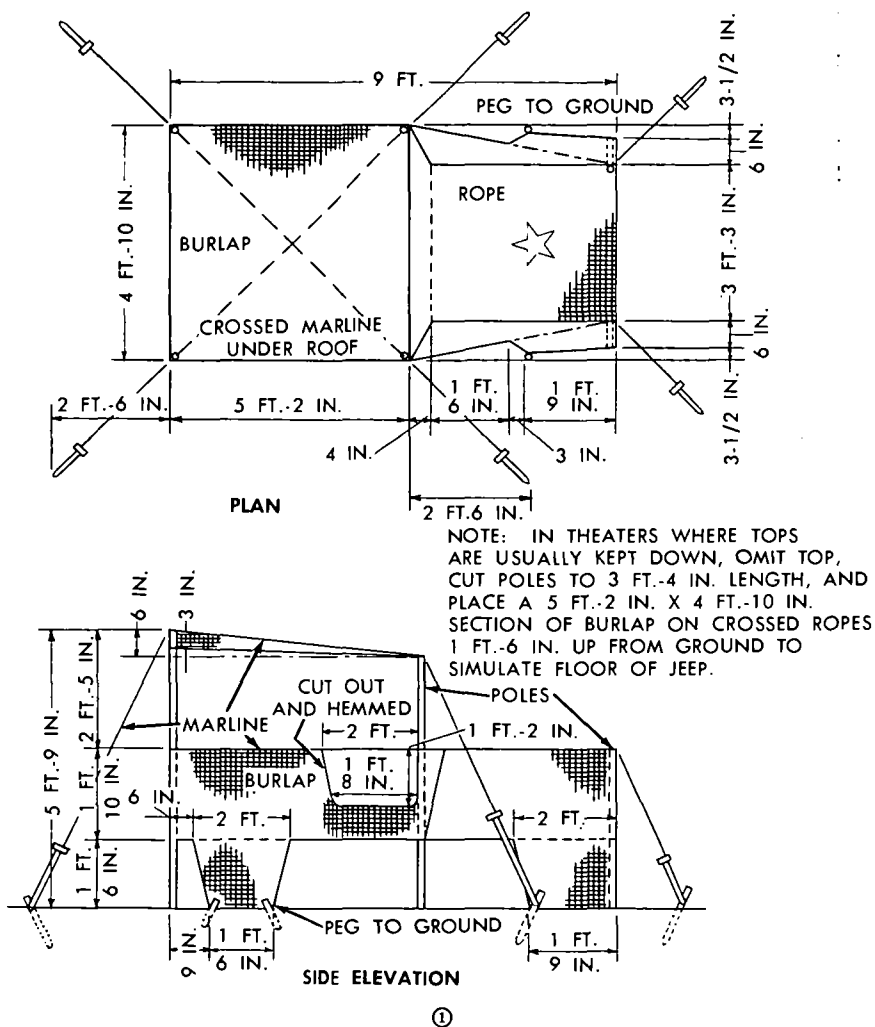 9 FT.
3-1/2 IN.
PEG TO GROUND
6 IN.
ROPE
4 FT.-10 IN.
BURLAP
3 FT.-3 IN.
CROSSED MARLINE
UNDER ROOF
6 IN.
2 FT.-6 IN.
5 FT.-2 IN.
1 FT.
6 IN.
1 FT.
9 IN.
3-1/2 IN.
4 IN.
3 IN.
PLAN
2 FT.6 IN.
NOTE: IN THEATERS WHERE TOPS
ARE USUALLY KEPT DOWN, OMIT TOP,
CUT POLES TO 3 FT.-4 IN. LENGTH, AND
PLACE A 5 FT.-2 IN. X 4 FT.-10 IN.
SECTION OF BURLAP ON CROSSED ROPES
1 FT.-6 IN. UP FROM GROUND TO
SIMULATE FLOOR OF JEEP.
6 IN.
3 IN.
5 FT.-9 IN.
2 FT.-5 IN.
CUT OUT
AND HEMMED
POLES
MARLINE
2 FT.
1 FT.-2 IN.
BURLAP
1 FT.
8 IN.
1 FT.
10 IN.
6 IN.
2 FT.
2 FT.
1 FT.
6 IN.
PEG TO GROUND
9 IN.
1 FT.
6 IN.
1 FT.
9 IN.
SIDE ELEVATION
①